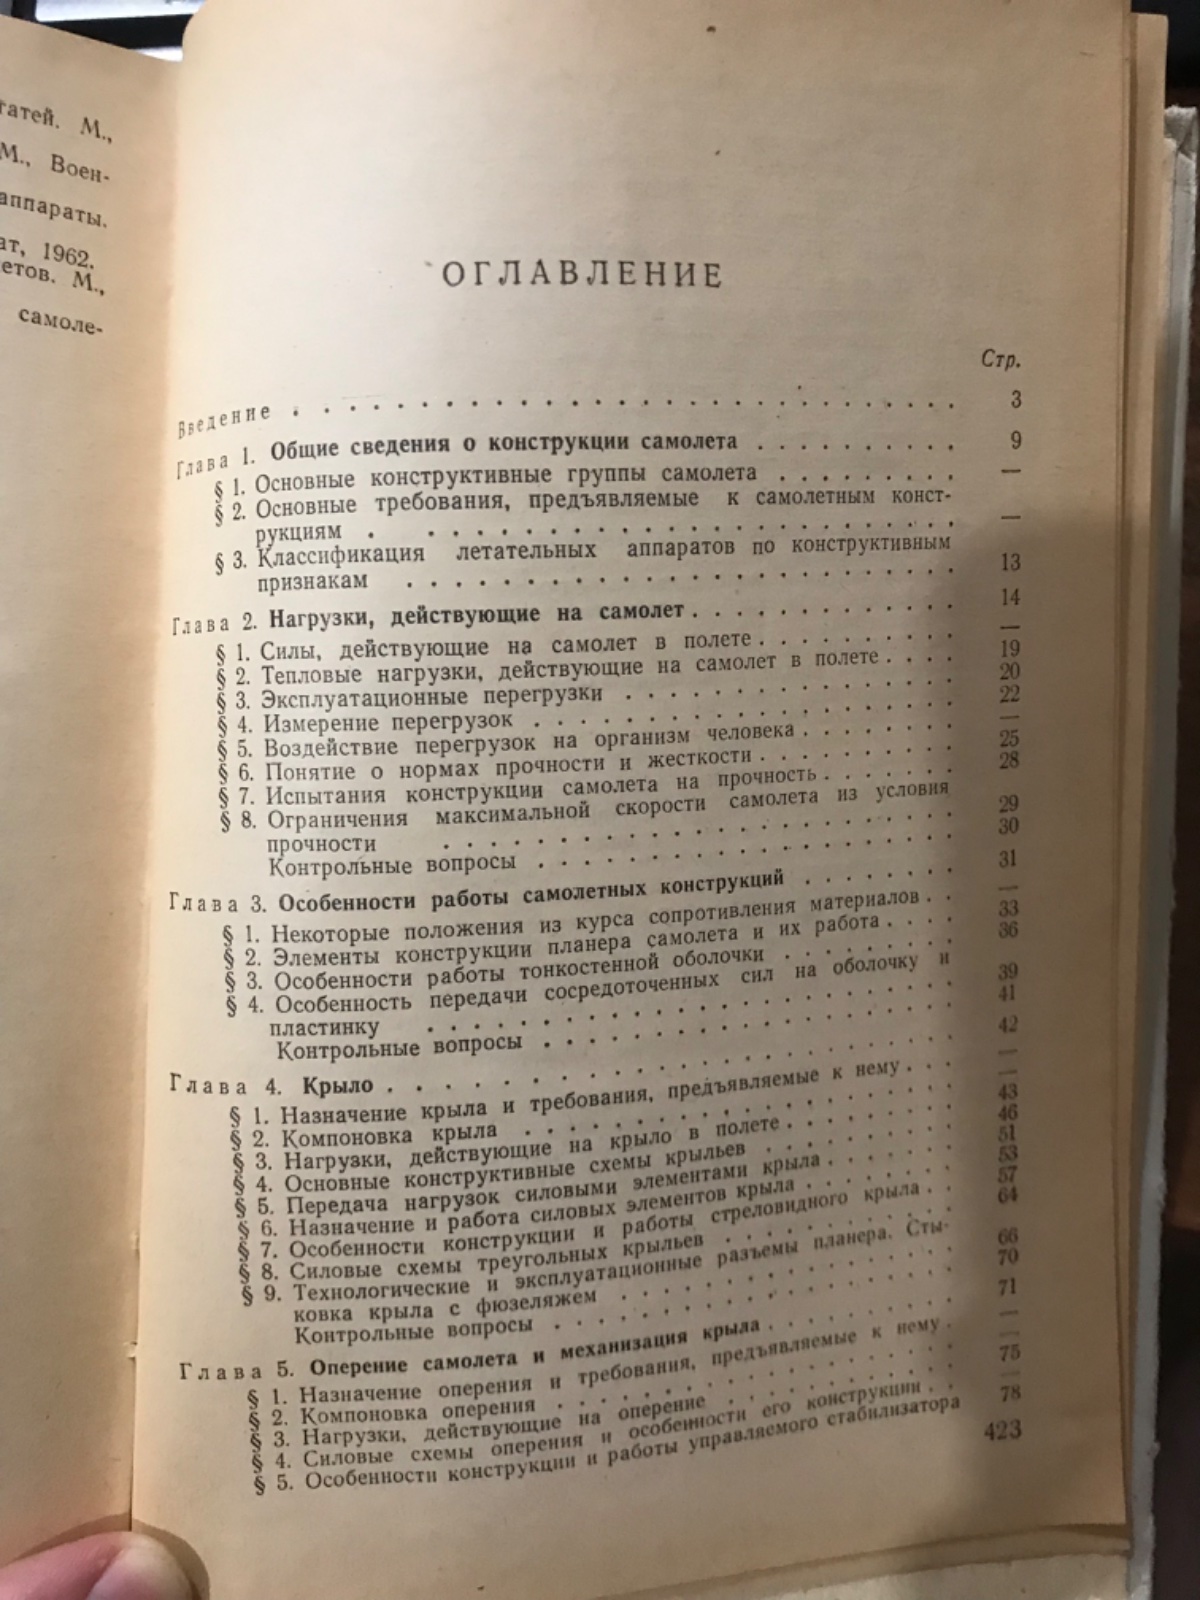 татей. М.,
М., Воен-
аппараты.
ат, 1962.
етов. М.,
самоле-
ОГЛАВЛЕНИЕ
Стр.
Введение . . . . . . . . . . . . . . . . . . . . . . . . . . . 3
Глава 1. Общие сведения о конструкции самолета . . . . . . . . . 9
§ 1. Основные конструктивные группы самолета . . . . . . . . —
§ 2. Основные требования, предъявляемые к самолетным конст-
рукциям . . . . . . . . . . . . . . . . . . . . . . . —
§ 3. Классификация летательных аппаратов по конструктивным
признакам . . . . . . . . . . . . . . . . . . . . . . 13
Глава 2. Нагрузки, действующие на самолет . . . . . . . . . . . . 14
§ 1. Силы, действующие на самолет в полете . . . . . . . . . —
§ 2. Тепловые нагрузки, действующие на самолет в полете . . . . 19
§ 3. Эксплуатационные перегрузки . . . . . . . . . . . . . . 20
§ 4. Измерение перегрузок . . . . . . . . . . . . . . . . . 22
§ 5. Воздействие перегрузок на организм человека . . . . . . . —
§ 6. Понятие о нормах прочности и жесткости . . . . . . . . . 25
§ 7. Испытания конструкции самолета на прочность . . . . . . . 28
§ 8. Ограничения максимальной скорости самолета из условия
прочности . . . . . . . . . . . . . . . . . . . . . 29
Контрольные вопросы . . . . . . . . . . . . . . . . . 30
Глава 3. Особенности работы самолетных конструкций . . . . . . . 31
§ 1. Некоторые положения из курса сопротивления материалов . . —
§ 2. Элементы конструкции планера самолета и их работа . . . . 33
§ 3. Особенности работы тонкостенной оболочки . . . . . . . . 36
§ 4. Особенность передачи сосредоточенных сил на оболочку и
пластинку . . . . . . . . . . . . . . . . . . . . . 39
Контрольные вопросы . . . . . . . . . . . . . . . . . 41
Глава 4. Крыло . . . . . . . . . . . . . . . . . . . . . . . . 42
§ 1. Назначение крыла и требования, предъявляемые к нему . . . —
§ 2. Компоновка крыла . . . . . . . . . . . . . . . . . . —
§ 3. Нагрузки, действующие на крыло в полете . . . . . . . . 43
§ 4. Основные конструктивные схемы крыльев . . . . . . . . . 46
§ 5. Передача нагрузок силовыми элементами крыла . . . . . . 51
§ 6. Назначение и работа силовых элементов крыла . . . . . . . 53
§ 7. Особенности конструкции и работы стреловидного крыла . . 57
§ 8. Силовые схемы треугольных крыльев . . . . . . . . . . 64
§ 9. Технологические и эксплуатационные разъемы планера. Сты-
ковка крыла с фюзеляжем . . . . . . . . . . . . . . 66
Контрольные вопросы . . . . . . . . . . . . . . . . . 70
Глава 5. Оперение самолета и механизация крыла . . . . . . . . . 71
§ 1. Назначение оперения и требования, предъявляемые к нему . —
§ 2. Компоновка оперения . . . . . . . . . . . . . . . . . —
§ 3. Нагрузки, действующие на оперение . . . . . . . . . . . 75
§ 4. Силовые схемы оперения и особенности его конструкции . . —
§ 5. Особенности конструкции и работы управляемого стабилизатора 78
423